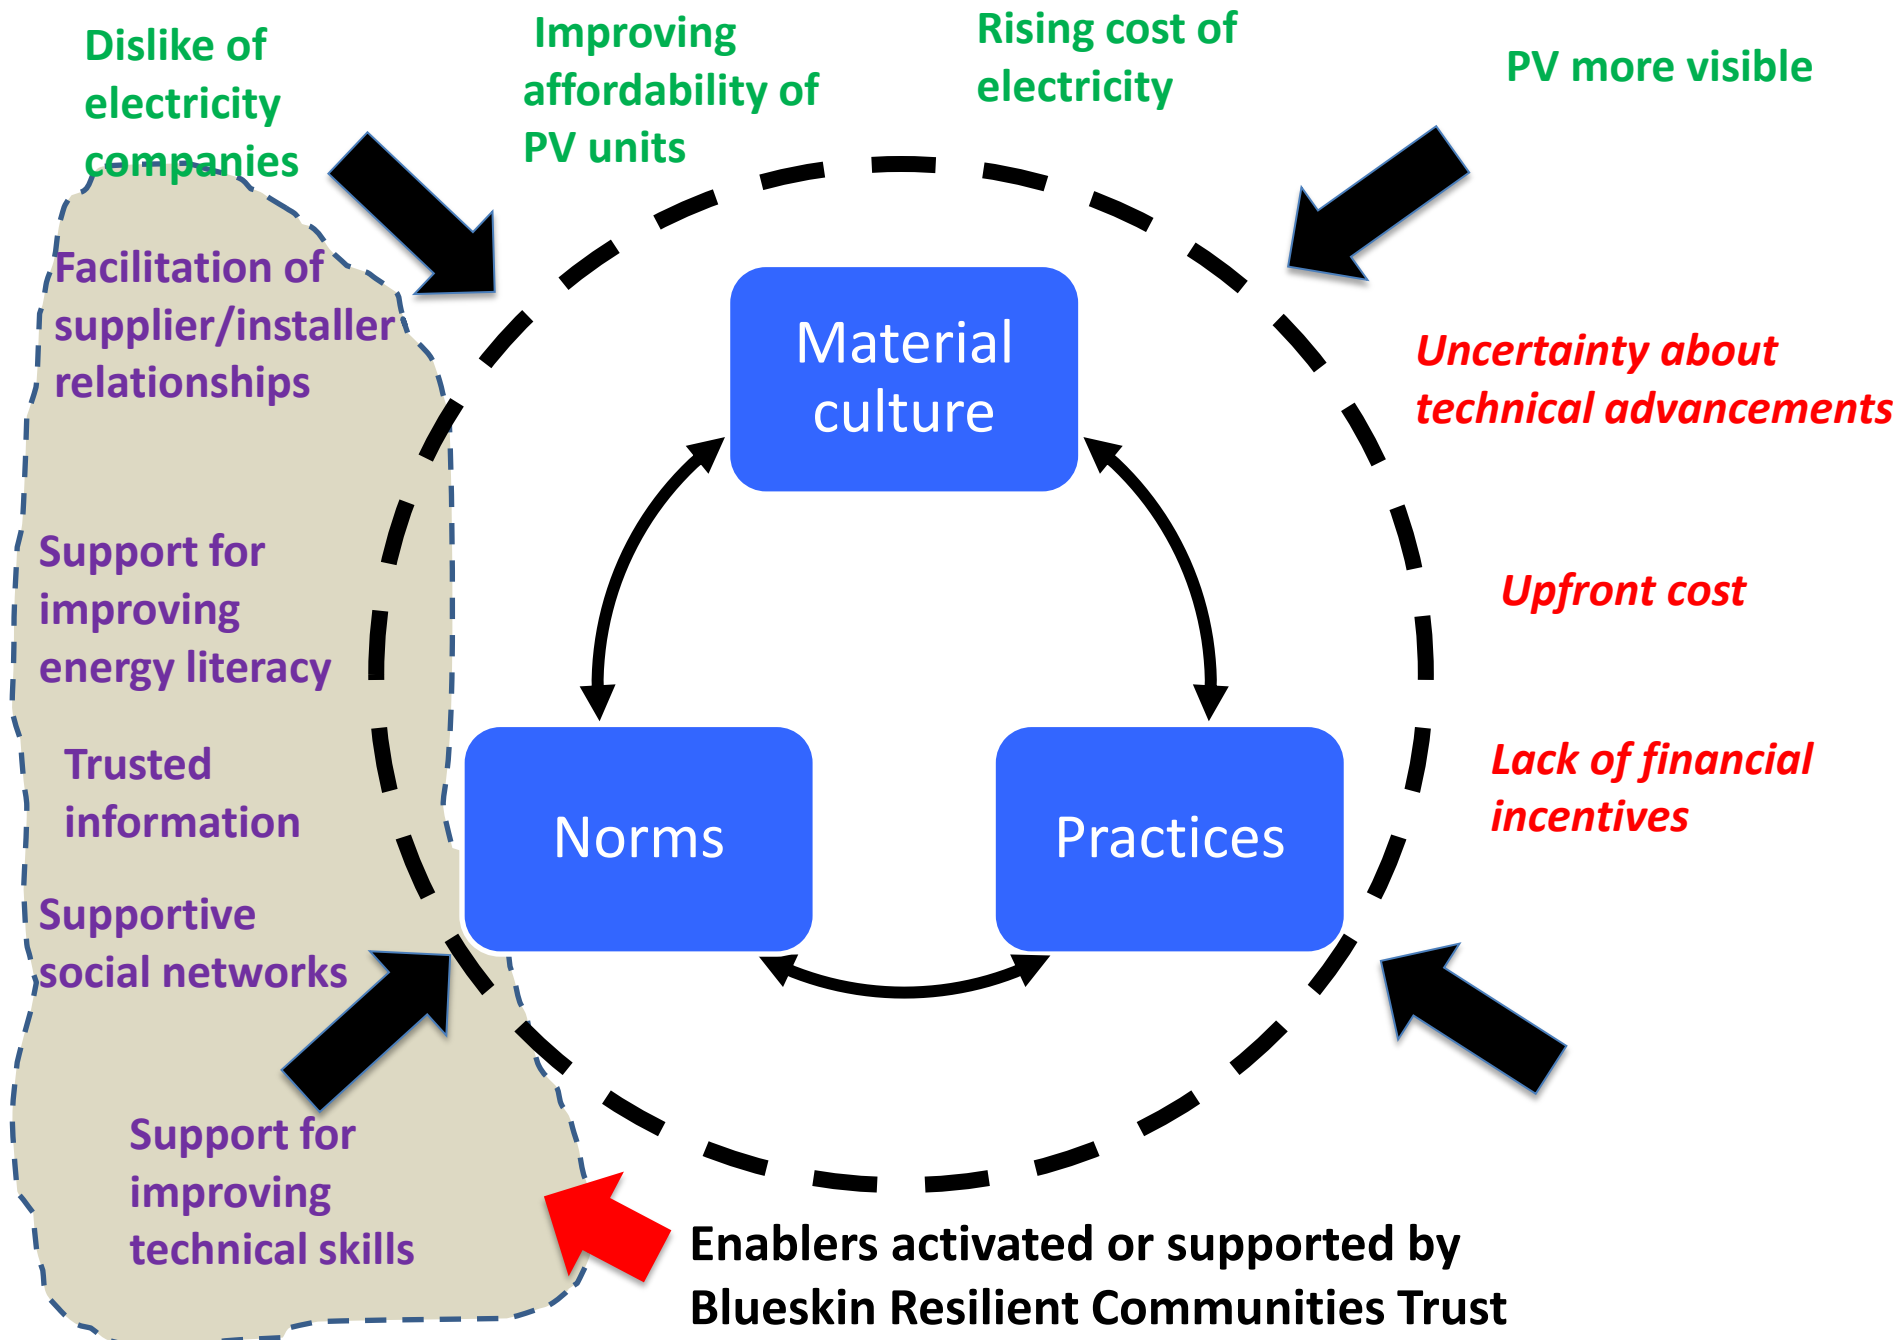 Dislike of
electricity
companies
Improving
affordability of
PV units
Rising cost of
electricity
PV more visible
Facilitation of
supplier/installer
relationships
Support for
improving
energy literacy
Trusted
information
Supportive
social networks
Support for
improving
technical skills
Material
culture
Norms
Practices
Uncertainty about
technical advancements
Upfront cost
Lack of financial
incentives
Enablers activated or supported by
Blueskin Resilient Communities Trust